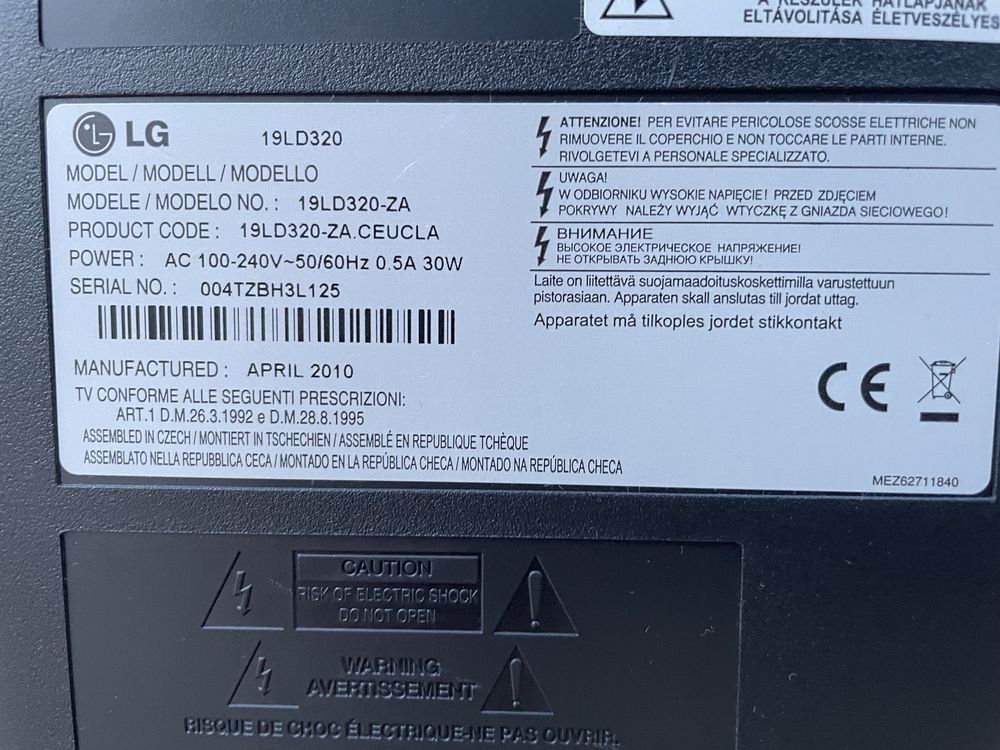 A KÉSZÜLÉK HÁTLAPJÁNAK
ELTÁVOLITÁSA ÉLETVESZÉLYES
LG
19LD320
MODEL / MODELL / MODELLO
MODELE / MODELO NO. : 19LD320-ZA
PRODUCT CODE : 19LD320-ZA.CEUCLA
POWER : AC 100-240V~50/60Hz 0.5A 30W
SERIAL NO. : 004TZBH3L125
MANUFACTURED : APRIL 2010
TV CONFORME ALLE SEGUENTI PRESCRIZIONI:
ART.1 D.M.26.3.1992 e D.M.28.8.1995
ASSEMBLED IN CZECH / MONTIERT IN TSCHECHIEN / ASSEMBLÉ EN REPUBLIQUE TCHÈQUE
ASSEMBLATO NELLA REPUBBLICA CECA / MONTADO EN LA REPÚBLICA CHECA / MONTADO NA REPÚBLICA CHECA
ATTENZIONE! PER EVITARE PERICOLOSE SCOSSE ELETTRICHE NON
RIMUOVERE IL COPERCHIO E NON TOCCARE LE PARTI INTERNE.
RIVOLGETEVI A PERSONALE SPECIALIZZATO.
UWAGA!
W ODBIORNIKU WYSOKIE NAPIĘCIE! PRZED ZDJĘCIEM
POKRYWY NALEŻY WYJĄĆ WTYCZKĘ Z GNIAZDA SIECIOWEGO!
ВНИМАНИЕ
ВЫСОКОЕ ЭЛЕКТРИЧЕСКОЕ НАПРЯЖЕНИЕ!
НЕ ОТКРЫВАТЬ ЗАДНЮЮ КРЫШКУ!
Laite on liitettävä suojamaadoituskoskettimilla varustettuun
pistorasiaan. Apparaten skall anslutas till jordat uttag.
Apparatet må tilkoples jordet stikkontakt
CE
MEZ62711840
CAUTION
RISK OF ELECTRIC SHOCK
DO NOT OPEN
WARNING
AVERTISSEMENT
RISQUE DE CHOC ÉLECTRIQUE-NE PAS OUVRIR.